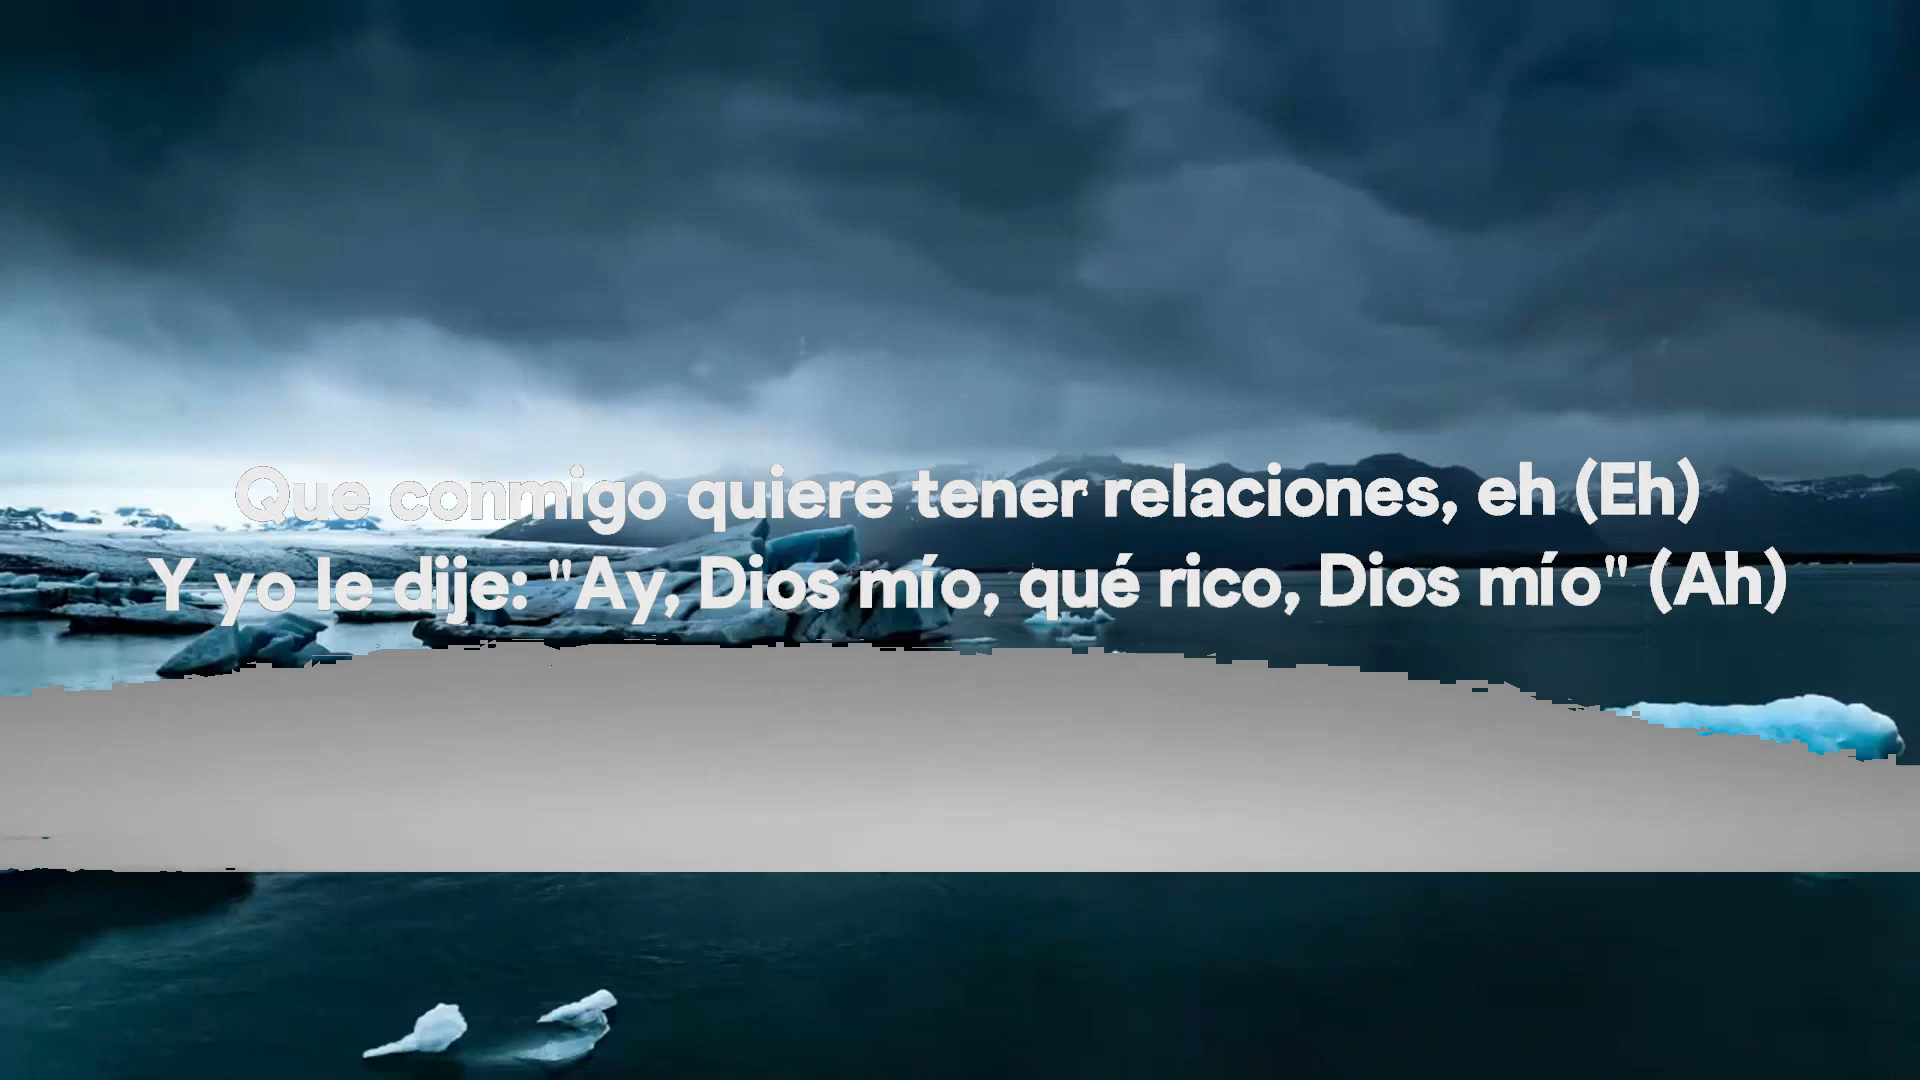 Que conmigo quiere tener relaciones, eh (Eh)
Y yo le dije: "Ay, Dios mío, qué rico, Dios mío" (Ah)